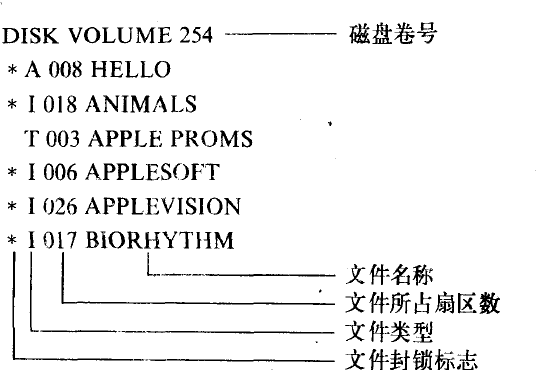 DISK VOLUME 254 磁盘卷号
* A 008 HELLO
* I 018 ANIMALS
T 003 APPLE PROMS
* I 006 APPLESOFT
* I 026 APPLEVISION
* I 017 BIORHYTHM
文件名称
文件所占扇区数
文件类型
文件封锁标志